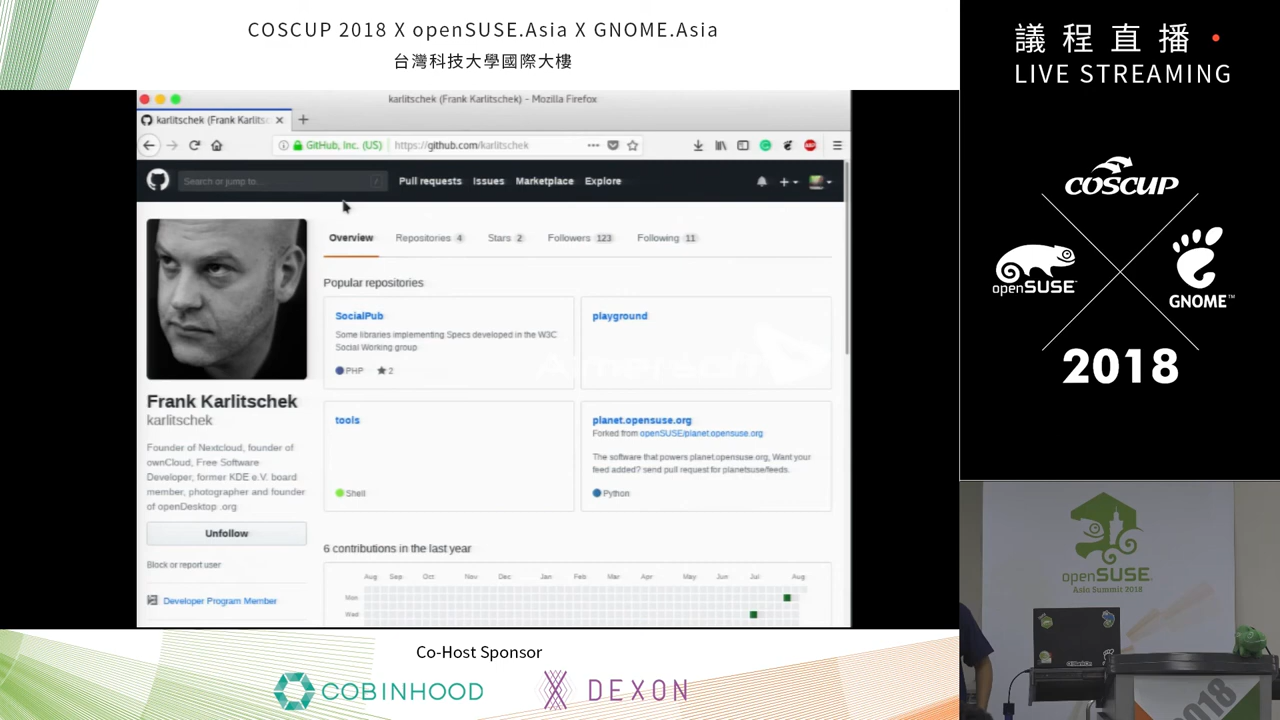 COSCUP 2018 X openSUSE.Asia X GNOME.Asia
台灣科技大學國際大樓
議程直播
LIVE STREAMING
karlitschek (Frank Karlitschek) - Mozilla Firefox
karlitschek (Frank Karlitsc
GitHub, Inc. (US)
https://github.com/karlitschek
Search or jump to...
/
Pull requests
Issues
Marketplace
Explore
Overview
Repositories 4
Stars 2
Followers 123
Following 11
Popular repositories
SocialPub
Some libraries implementing Specs developed in the W3C
Social Working group
PHP
2
playground
tools
Shell
planet.opensuse.org
Forked from openSUSE/planet.opensuse.org
The software that powers planet.opensuse.org, Want your
feed added? send pull request for planetsuse/feeds.
Python
Frank Karlitschek
karlitschek
Founder of Nextcloud, founder of
ownCloud, Free Software
Developer, former KDE e.V. board
member, photographer and founder
of openDesktop .org
Unfollow
Block or report user
Developer Program Member
6 contributions in the last year
Aug Sep Oct Nov Dec Jan Feb Mar Apr May Jun Jul Aug
Mon
Wed
COSCUP
openSUSE
GNOME™
2018
openSUSE
Asia Summit 2018
2018
Co-Host Sponsor
COBINHOOD
DEXON